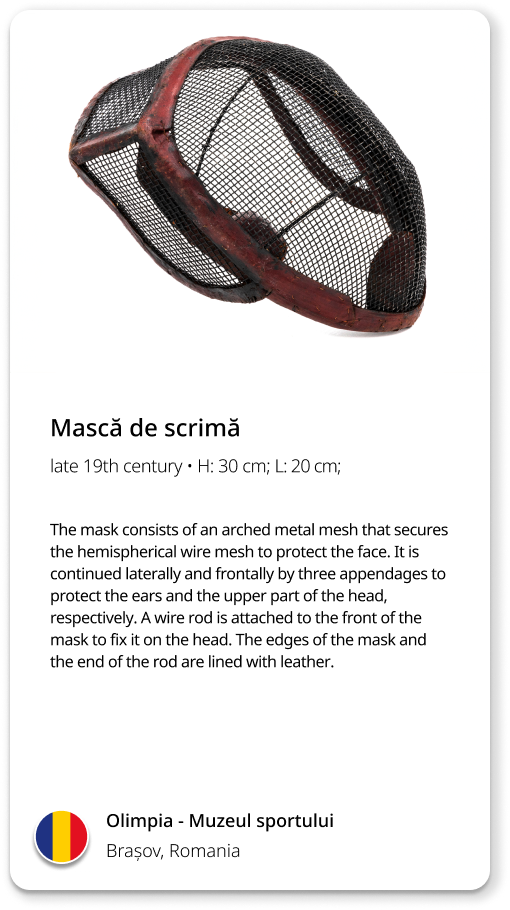 Mască de scrimă
late 19th century • H: 30 cm; L: 20 cm;
The mask consists of an arched metal mesh that secures
the hemispherical wire mesh to protect the face. It is
continued laterally and frontally by three appendages to
protect the ears and the upper part of the head,
respectively. A wire rod is attached to the front of the
mask to fix it on the head. The edges of the mask and
the end of the rod are lined with leather.
Olimpia - Muzeul sportului
Brașov, Romania